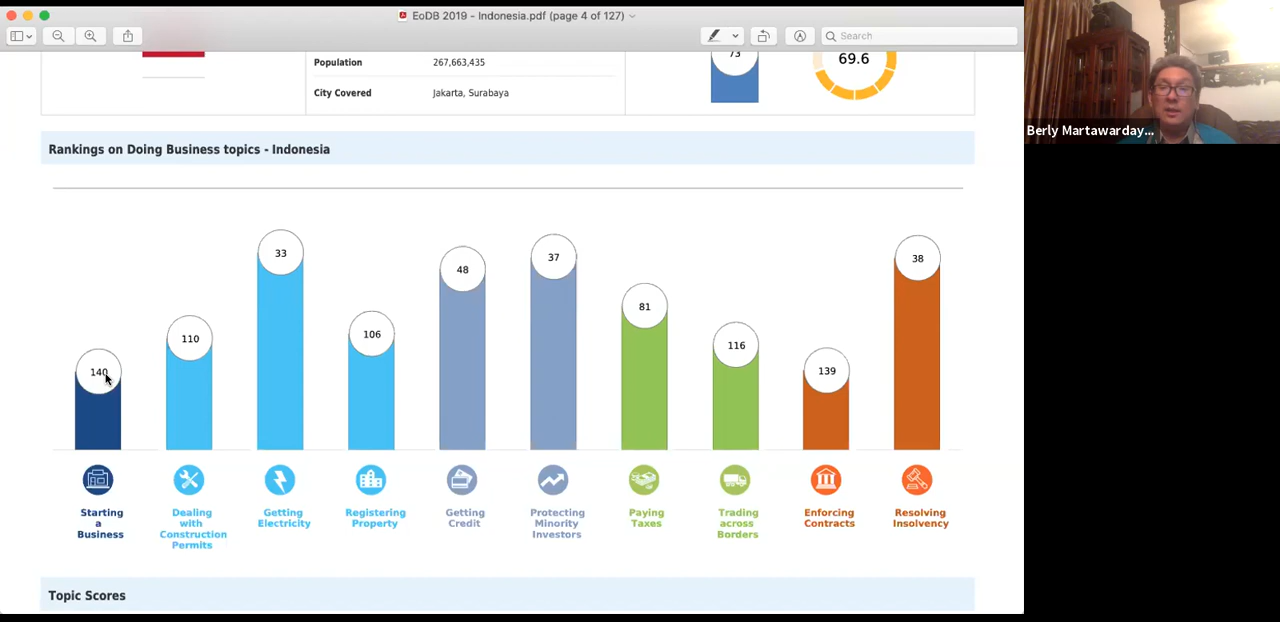 EoDB 2019 - Indonesia.pdf (page 4 of 127)
Search
Population 267,663,435
City Covered Jakarta, Surabaya
73
69.6
Berly Martawarday...
Rankings on Doing Business topics - Indonesia
140
110
33
106
48
37
81
116
139
38
Starting
a
Business
Dealing
with
Construction
Permits
Getting
Electricity
Registering
Property
Getting
Credit
Protecting
Minority
Investors
Paying
Taxes
Trading
across
Borders
Enforcing
Contracts
Resolving
Insolvency
Topic Scores